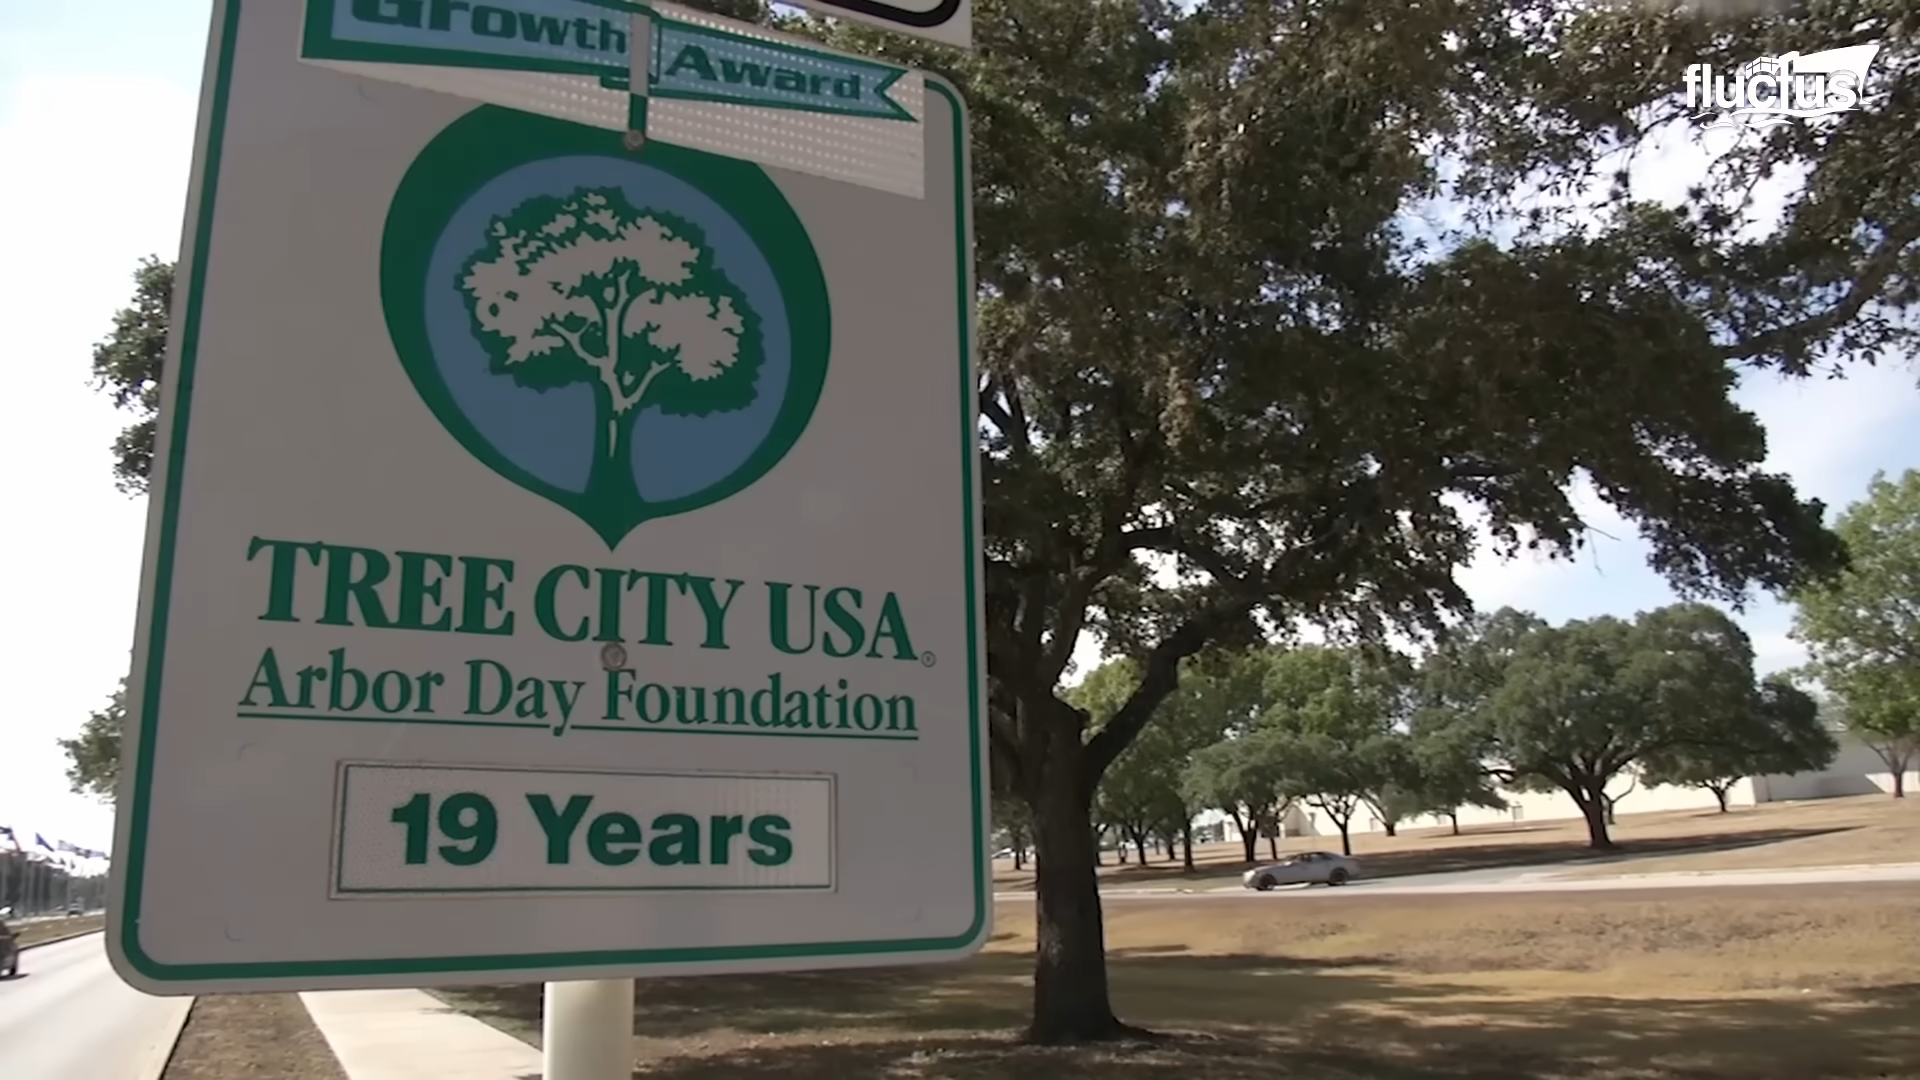 Growth Award
fluctus
TREE CITY USA®
Arbor Day Foundation
19 Years